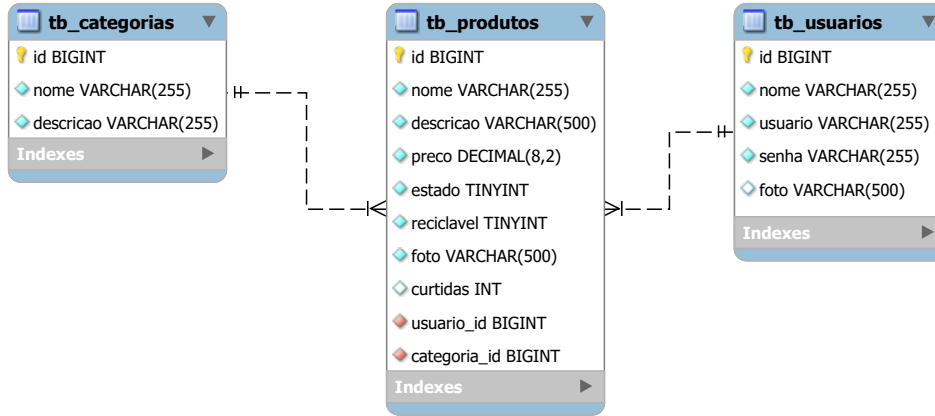 tb_categorias
id BIGINT
nome VARCHAR(255)
descricao VARCHAR(255)
Indexes
tb_produtos
id BIGINT
nome VARCHAR(255)
descricao VARCHAR(500)
preco DECIMAL(8,2)
estado TINYINT
reciclavel TINYINT
foto VARCHAR(500)
curtidas INT
usuario_id BIGINT
categoria_id BIGINT
Indexes
tb_usuarios
id BIGINT
nome VARCHAR(255)
usuario VARCHAR(255)
senha VARCHAR(255)
foto VARCHAR(500)
Indexes